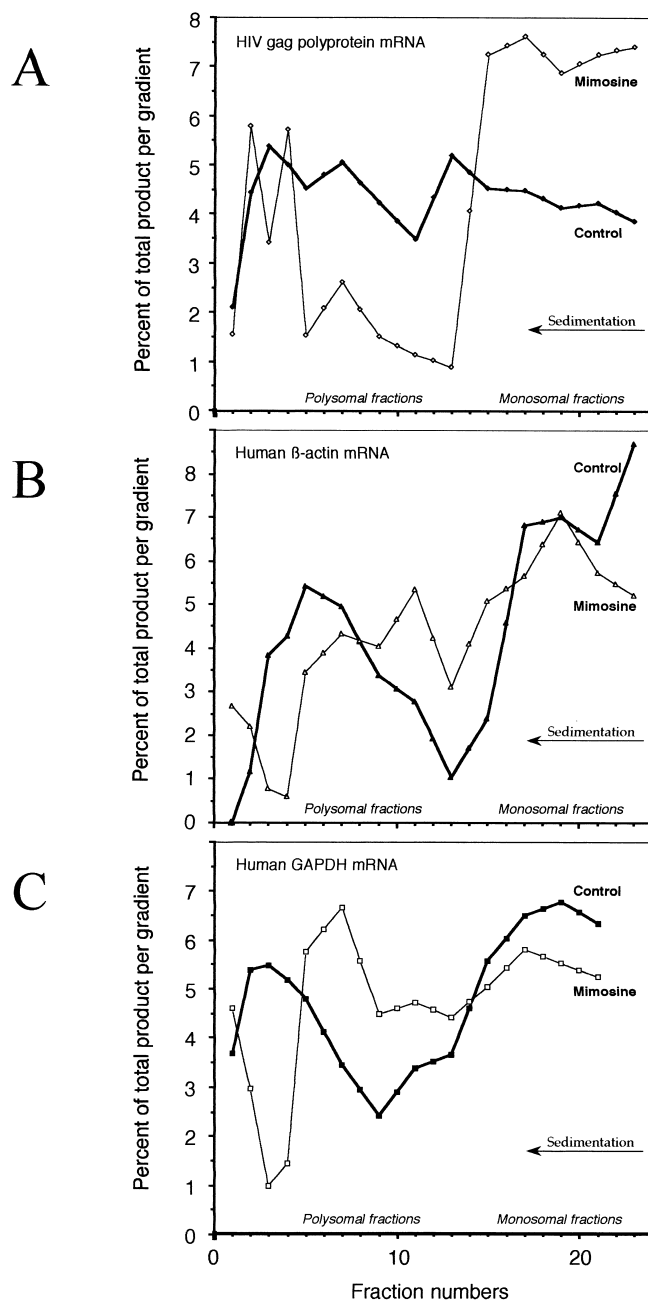 A
8
HIV gag polyprotein mRNA
7
Mimosine
6
5
4
Control
3
2
Sedimentation
1
Polysomal fractions
Monosomal fractions
0
Percent of total product per gradient
B
Human ß-actin mRNA
Control
8
7
6
Mimosine
5
4
3
2
Sedimentation
1
Polysomal fractions
Monosomal fractions
0
Percent of total product per gradient
C
Human GAPDH mRNA
Control
7
6
5
Mimosine
4
3
2
Sedimentation
1
Polysomal fractions
Monosomal fractions
0
Percent of total product per gradient
0
10
20
Fraction numbers